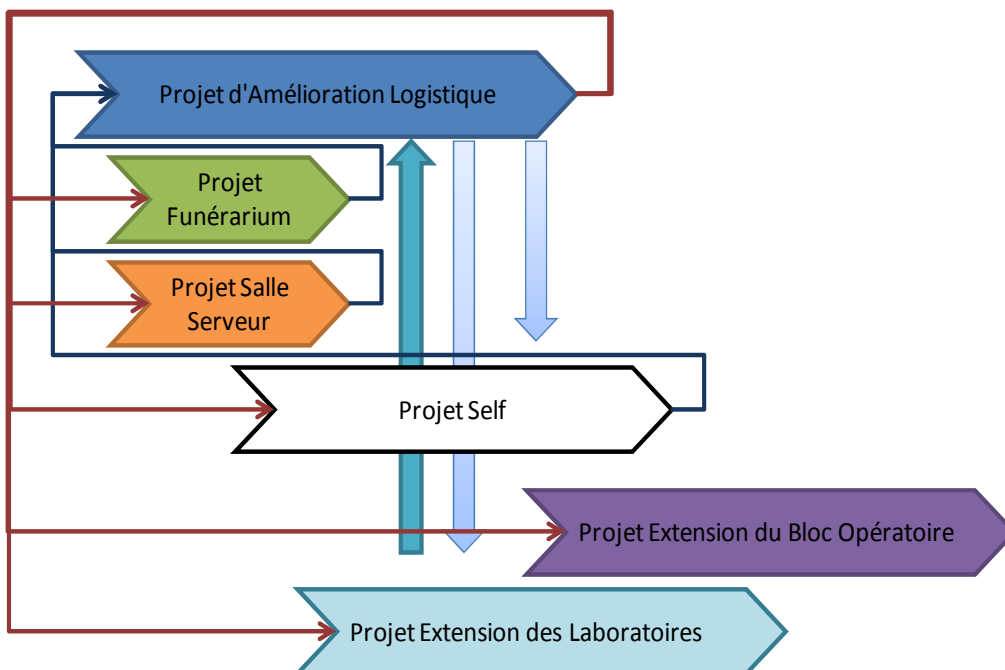 Projet d'Amélioration Logistique
Projet
Funérarium
Projet Salle
Serveur
Projet Self
Projet Extension du Bloc Opératoire
Projet Extension des Laboratoires